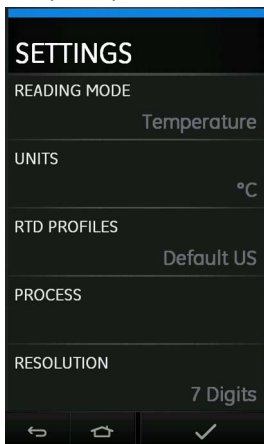 SETTINGS
READING MODE
Temperature
UNITS
°C
RTD PROFILES
Default US
PROCESS
RESOLUTION
7 Digits